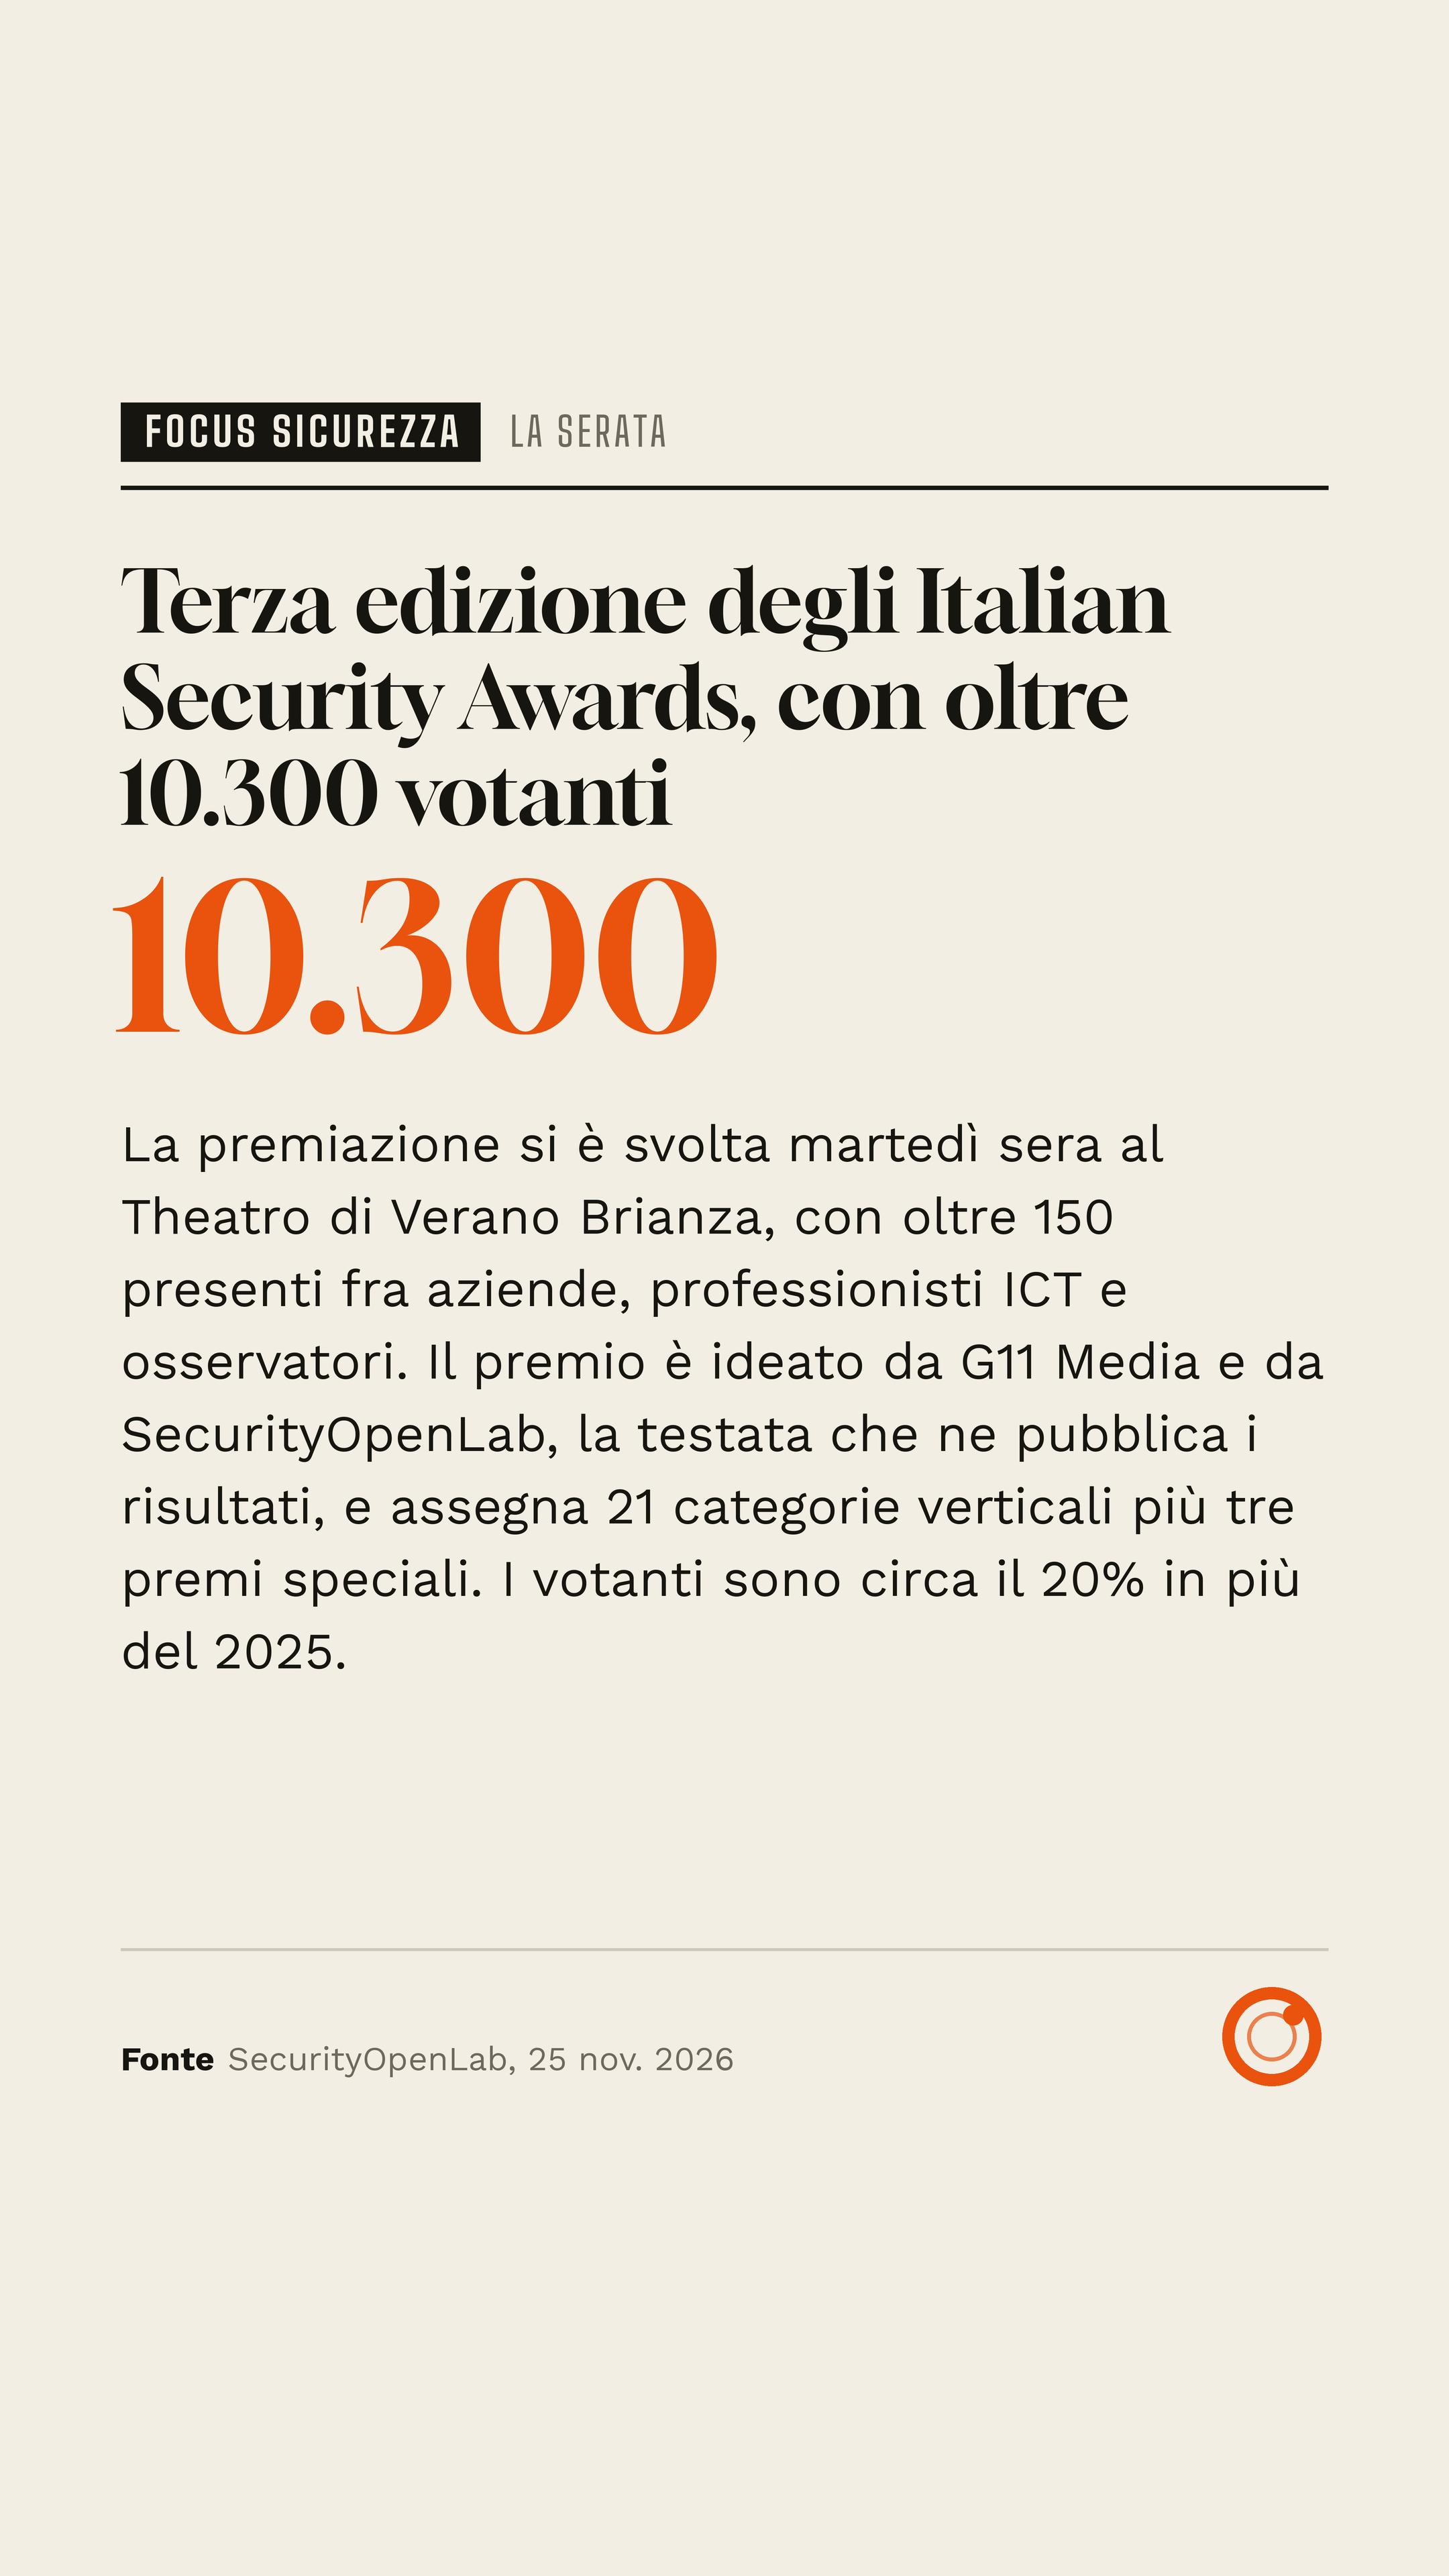 FOCUS SICUREZZA LA SERATA
Terza edizione degli Italian
Security Awards, con oltre
10.300 votanti
10.300
La premiazione si è svolta martedì sera al
Theatro di Verano Brianza, con oltre 150
presenti fra aziende, professionisti ICT e
osservatori. Il premio è ideato da G11 Media e da
SecurityOpenLab, la testata che ne pubblica i
risultati, e assegna 21 categorie verticali più tre
premi speciali. I votanti sono circa il 20% in più
del 2025.
Fonte SecurityOpenLab, 25 nov. 2026